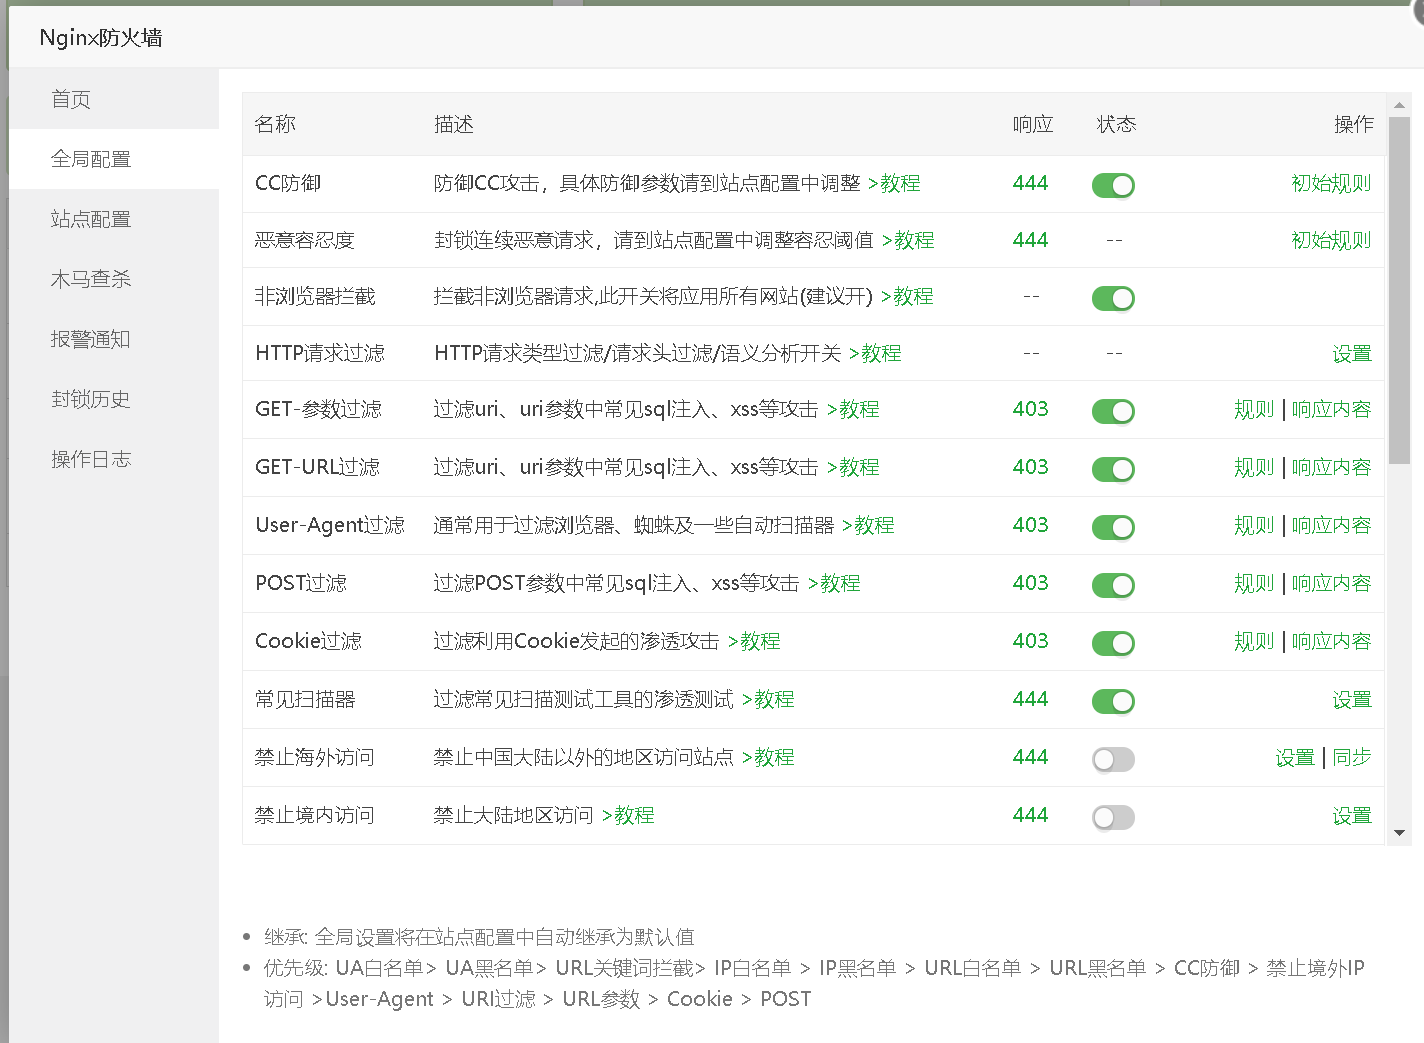 Nginx防火墙
首页
全局配置
站点配置
木马查杀
报警通知
封锁历史
操作日志
名称 描述 响应 状态 操作
CC防御 防御CC攻击，具体防御参数请到站点配置中调整 >教程 444 初始规则
恶意容忍度 封锁连续恶意请求，请到站点配置中调整容忍阈值 >教程 444 -- 初始规则
非浏览器拦截 拦截非浏览器请求,此开关将应用所有网站(建议开) >教程 --
HTTP请求过滤 HTTP请求类型过滤/请求头过滤/语义分析开关 >教程 -- -- 设置
GET-参数过滤 过滤uri、uri参数中常见sql注入、xss等攻击 >教程 403 规则 | 响应内容
GET-URL过滤 过滤uri、uri参数中常见sql注入、xss等攻击 >教程 403 规则 | 响应内容
User-Agent过滤 通常用于过滤浏览器、蜘蛛及一些自动扫描器 >教程 403 规则 | 响应内容
POST过滤 过滤POST参数中常见sql注入、xss等攻击 >教程 403 规则 | 响应内容
Cookie过滤 过滤利用Cookie发起的渗透攻击 >教程 403 规则 | 响应内容
常见扫描器 过滤常见扫描测试工具的渗透测试 >教程 444 设置
禁止海外访问 禁止中国大陆以外的地区访问站点 >教程 444 设置 | 同步
禁止境内访问 禁止大陆地区访问 >教程 444 设置
继承: 全局设置将在站点配置中自动继承为默认值
优先级: UA白名单> UA黑名单> URL关键词拦截> IP白名单 > IP黑名单 > URL白名单 > URL黑名单 > CC防御 > 禁止境外IP
访问 >User-Agent > URI过滤 > URL参数 > Cookie > POST